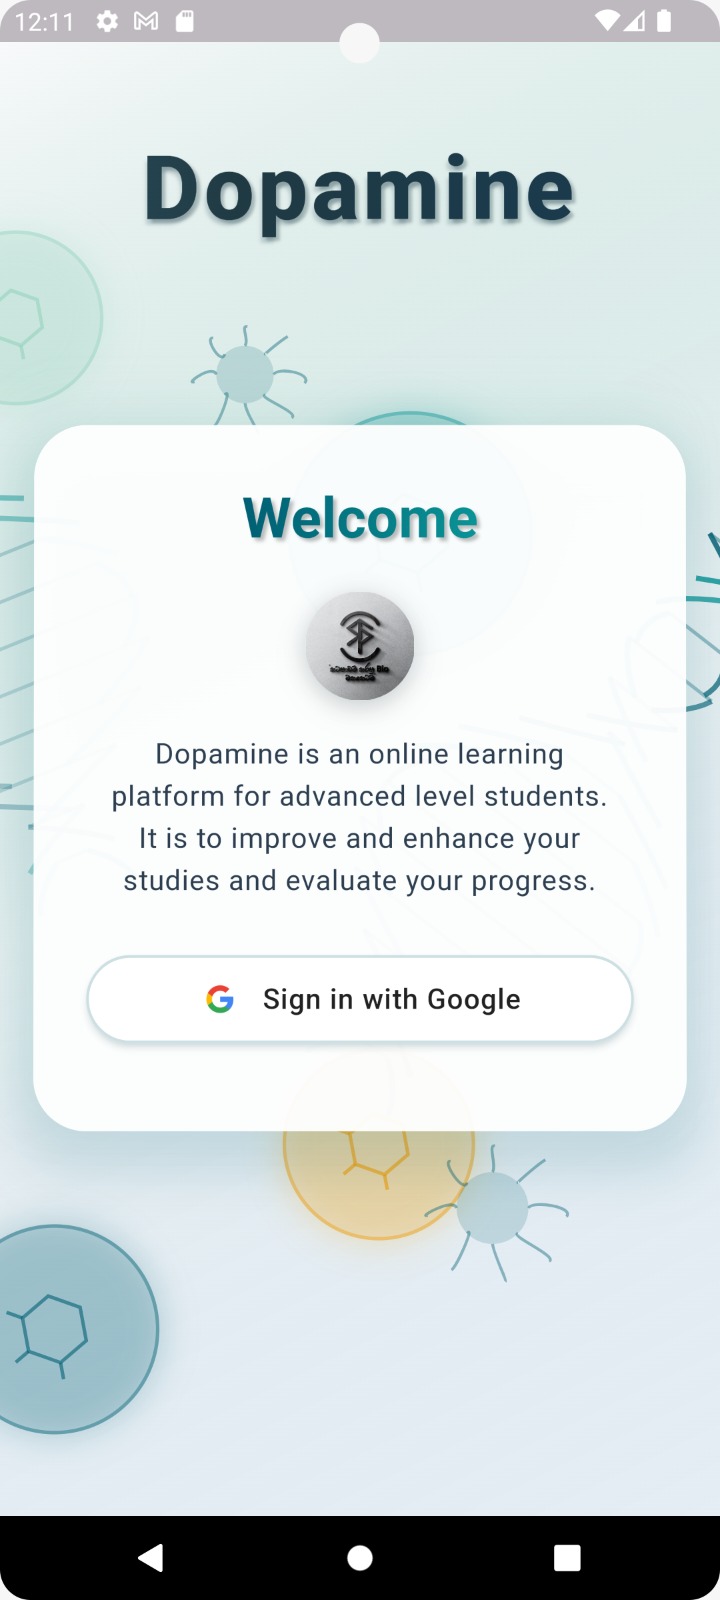 12:11
Dopamine
Welcome
Dopamine is an online learning
platform for advanced level students.
It is to improve and enhance your
studies and evaluate your progress.
Sign in with Google